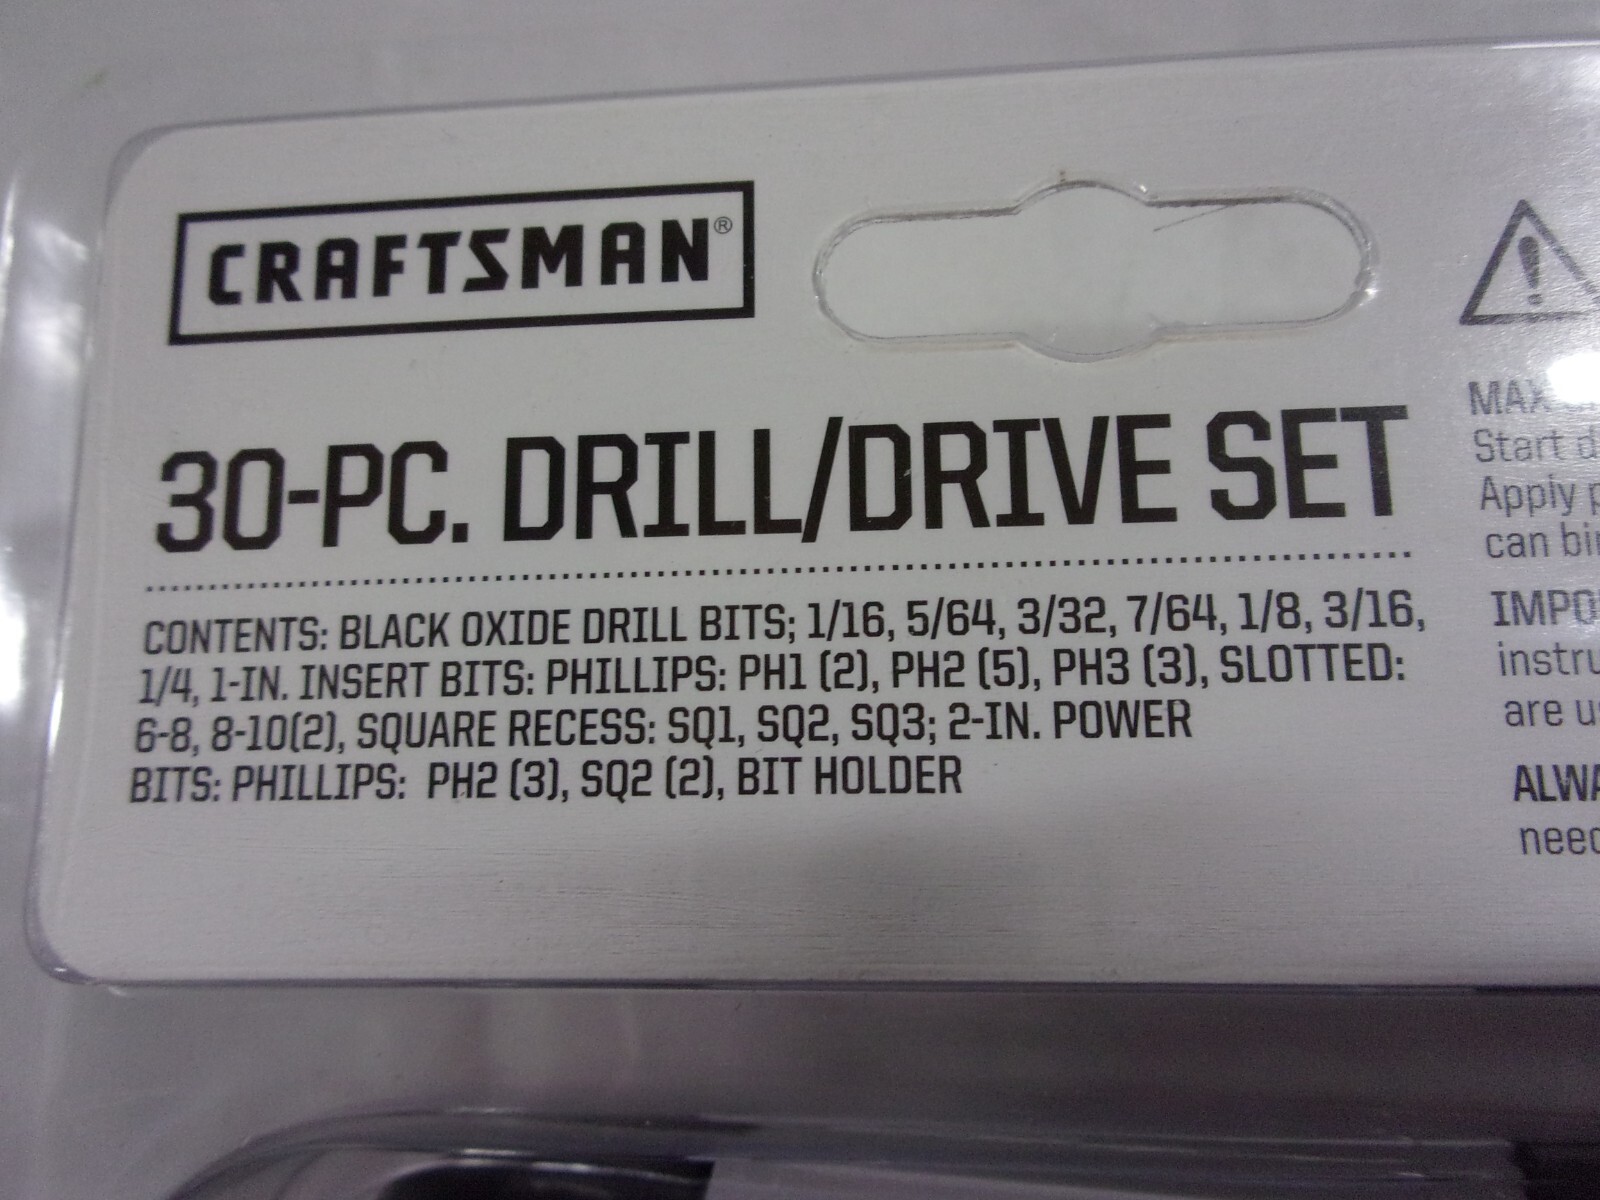 CRAFTSMAN®
30-PC. DRILL/DRIVE SET
CONTENTS: BLACK OXIDE DRILL BITS; 1/16, 5/64, 3/32, 7/64, 1/8, 3/16,
1/4, 1-IN. INSERT BITS: PHILLIPS: PH1 (2), PH2 (5), PH3 (3), SLOTTED:
6-8, 8-10(2), SQUARE RECESS: SQ1, SQ2, SQ3; 2-IN. POWER
BITS: PHILLIPS: PH2 (3), SQ2 (2), BIT HOLDER
MAX
Start
Apply
can
are